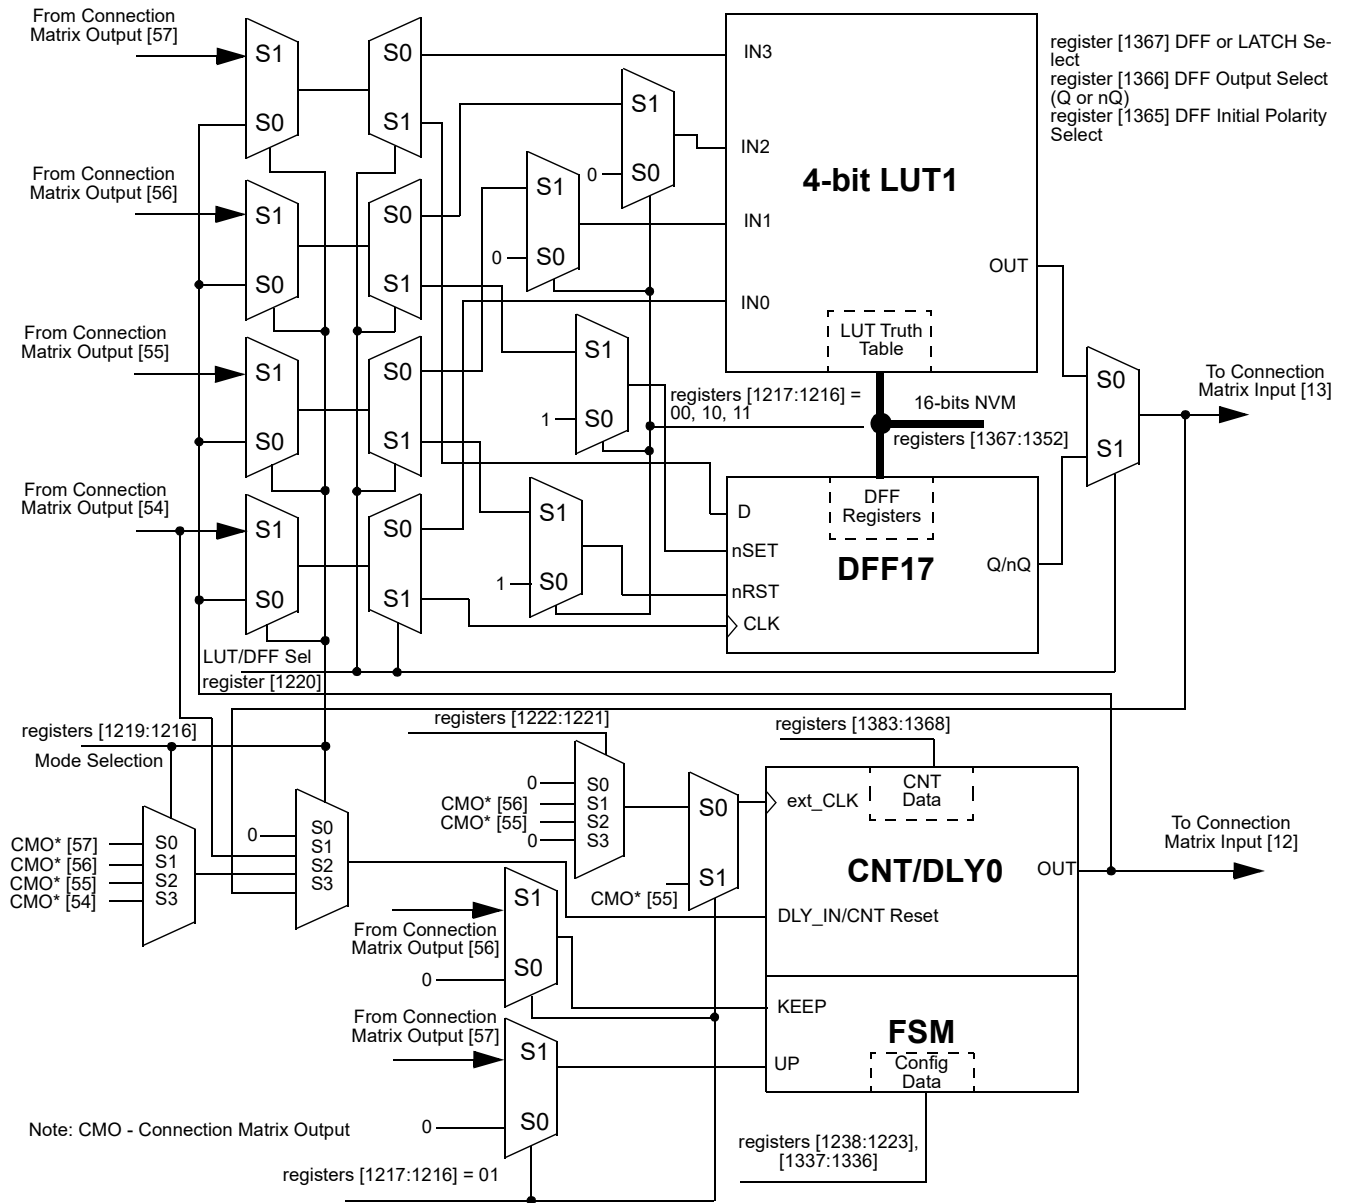 From Connection
Matrix Output [57]
S1
S0
S0
S1
IN3
IN2
IN1
IN0
4-bit LUT1
OUT
LUT Truth
Table
register [1367] DFF or LATCH Se-
lect
register [1366] DFF Output Select
(Q or nQ)
register [1365] DFF Initial Polarity
Select
S1
0
S0
S1
0
S0
From Connection
Matrix Output [56]
S1
S0
S0
S1
From Connection
Matrix Output [55]
S1
S0
S0
S1
S1
1
S0
registers [1217:1216] =
00, 10, 11
16-bits NVM
registers [1367:1352]
S0
S1
To Connection
Matrix Input [13]
From Connection
Matrix Output [54]
S1
S0
S0
S1
S1
1
S0
DFF
Registers
D
nSET
nRST
CLK
DFF17
Q/nQ
LUT/DFF Sel
register [1220]
registers [1219:1216]
Mode Selection
CMO* [57]
CMO* [56]
CMO* [55]
CMO* [54]
S0
S1
S2
S3
0
S0
S1
S2
S3
registers [1222:1221]
0
CMO* [56]
CMO* [55]
0
S0
S1
S2
S3
S0
S1
CMO* [55]
registers [1383:1368]
ext_CLK
CNT
Data
CNT/DLY0
OUT
DLY_IN/CNT Reset
To Connection
Matrix Input [12]
From Connection
Matrix Output [56]
0
S1
S0
KEEP
FSM
UP
Config
Data
From Connection
Matrix Output [57]
0
S1
S0
Note: CMO - Connection Matrix Output
registers [1217:1216] = 01
registers [1238:1223],
[1337:1336]